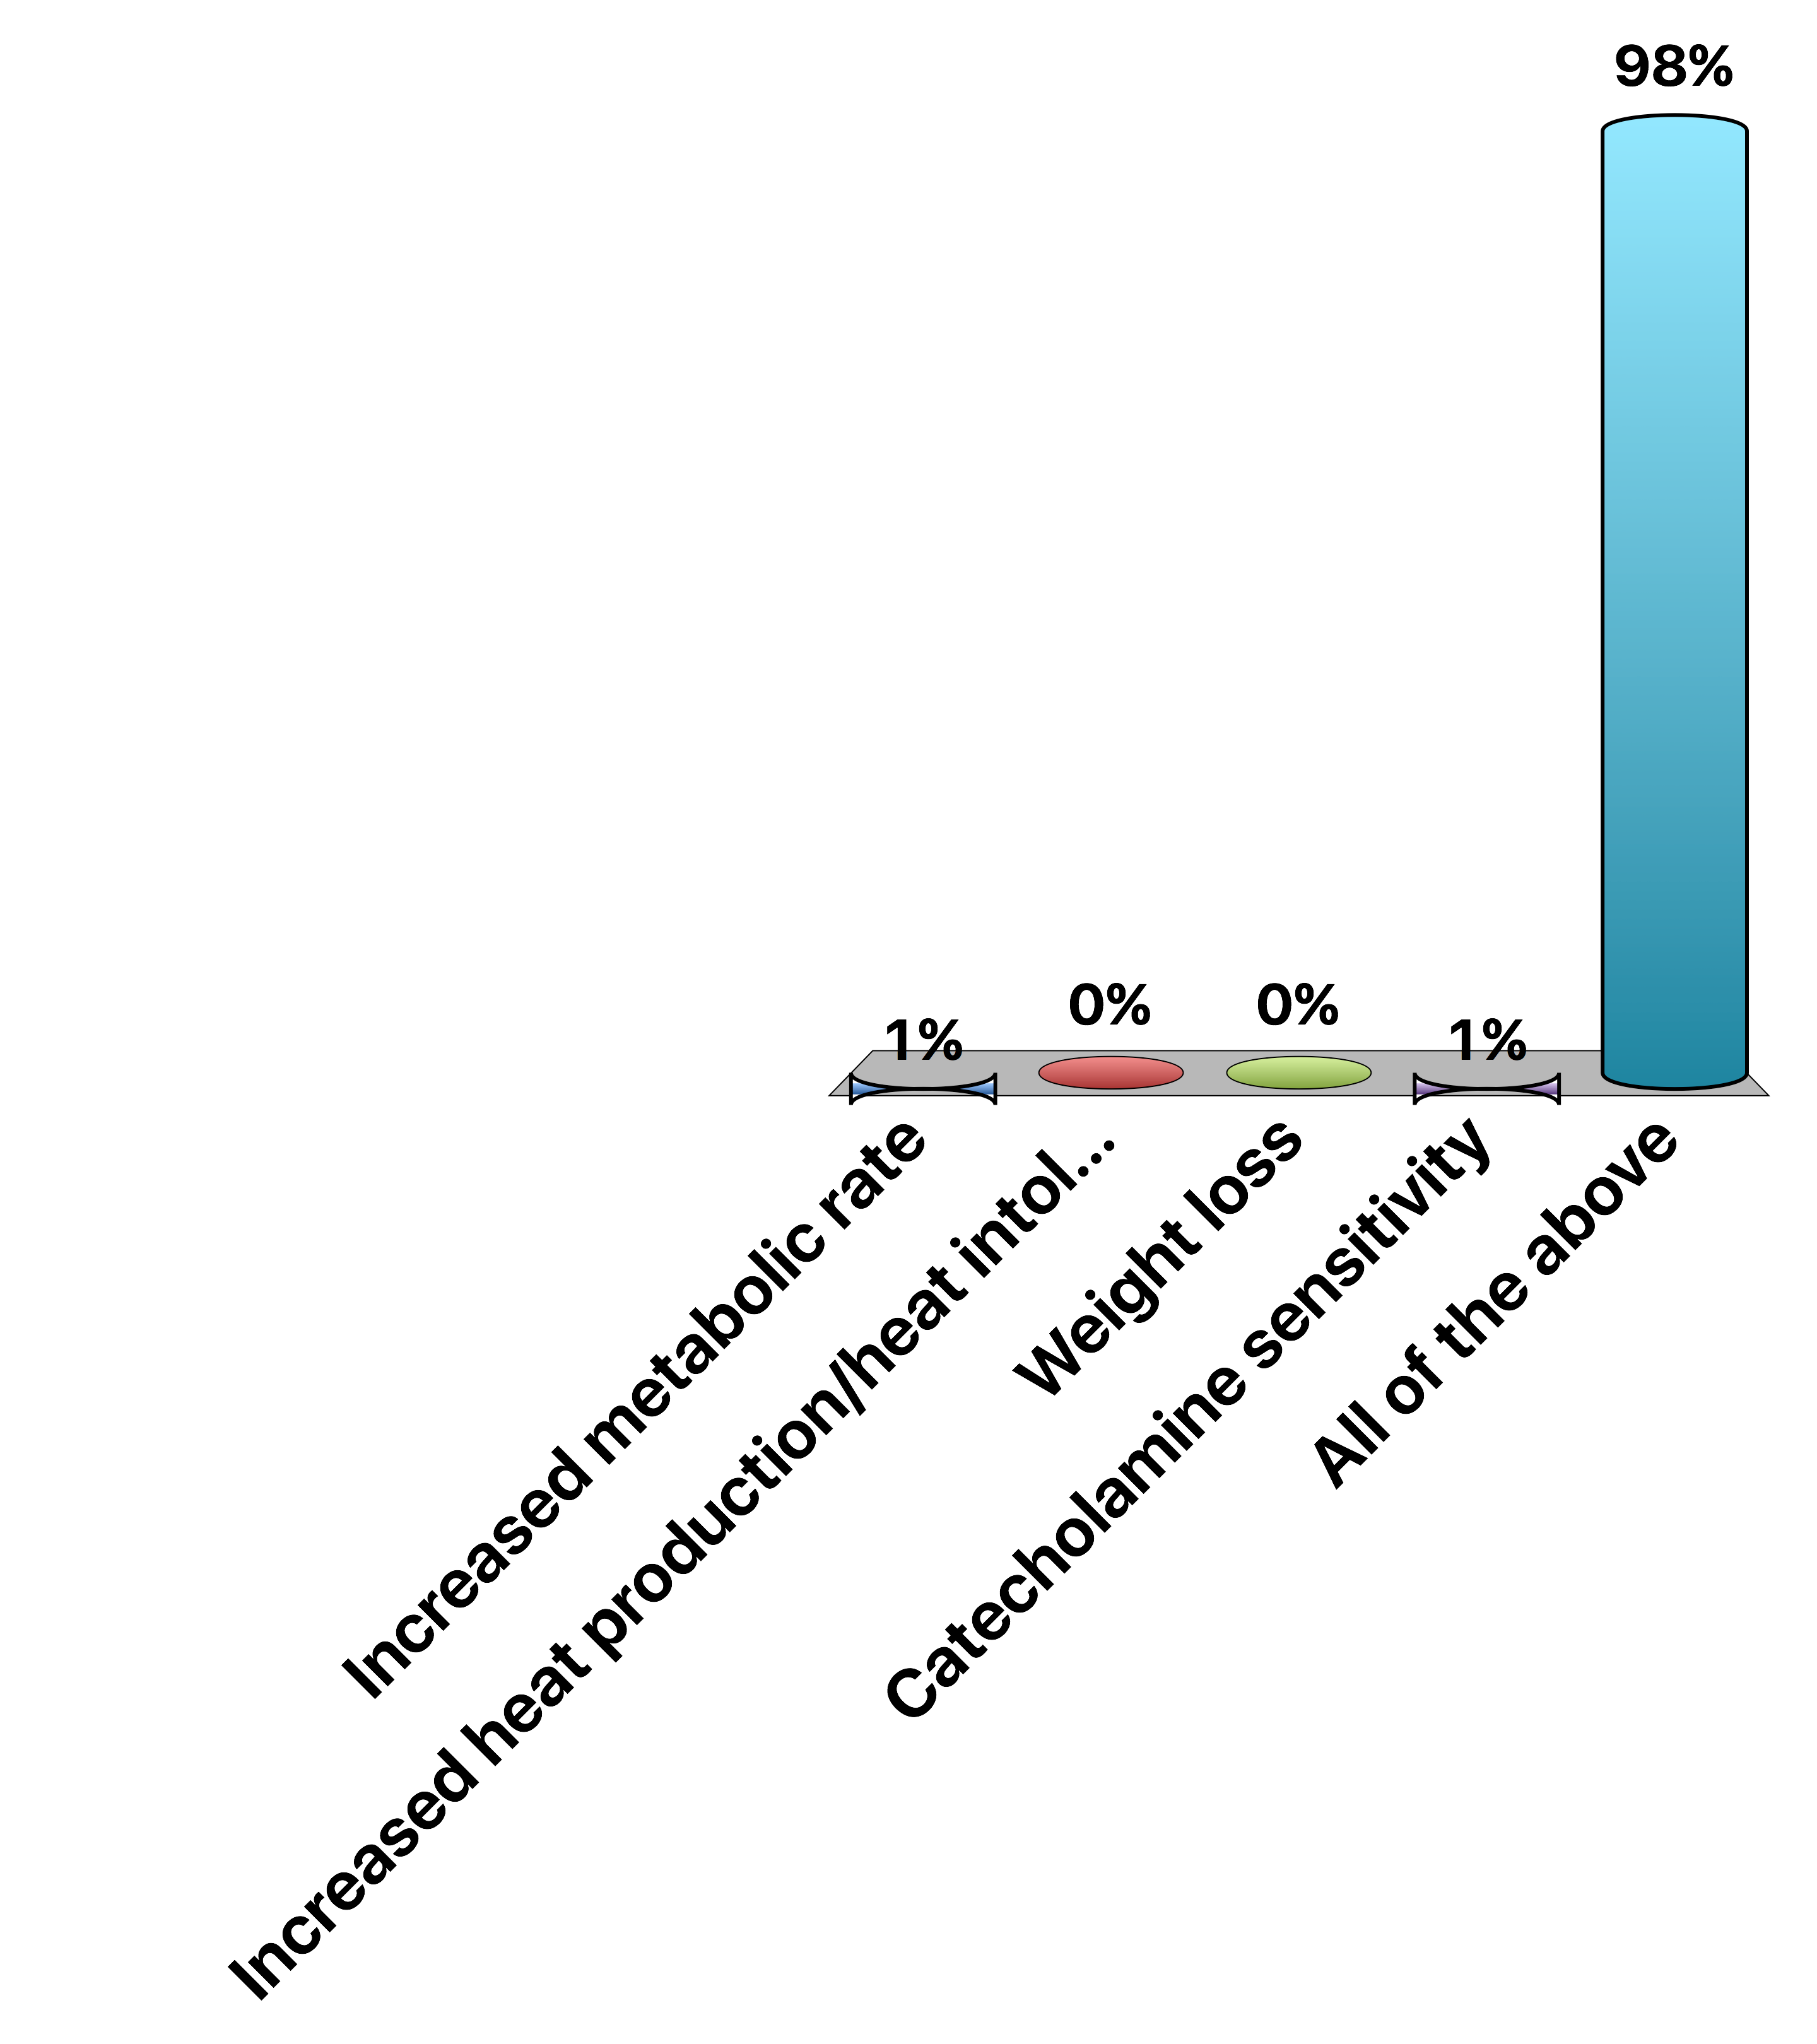 98%
0%
0%
1%
1%
Increased metabolic rate
Increased heat production/heat intol...
Weight loss
Catecholamine sensitivity
All of the above